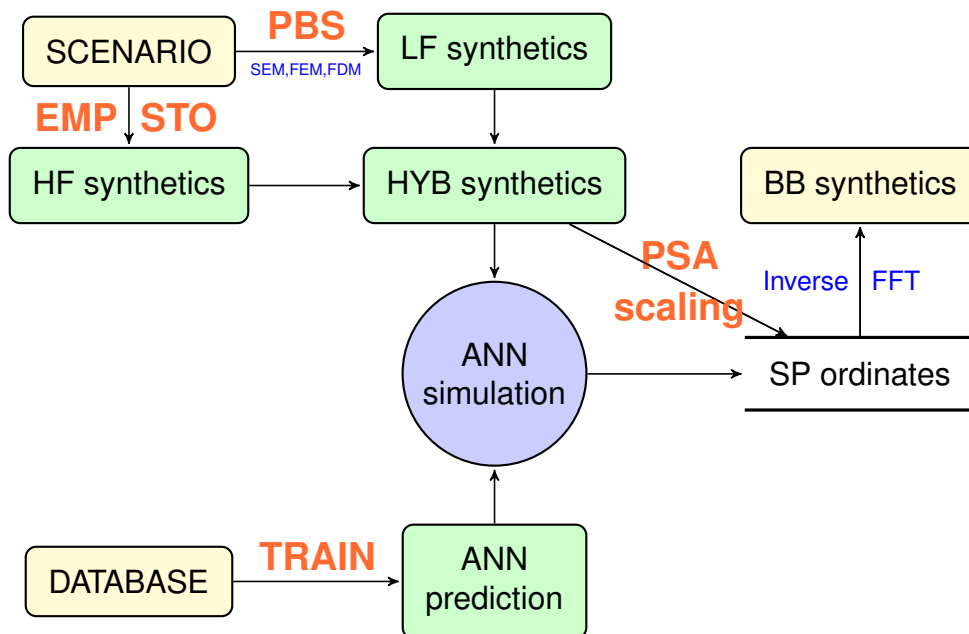 SCENARIO
PBS
SEM,FEM,FDM
LF synthetics
EMP STO
HF synthetics
HYB synthetics
BB synthetics
PSA
scaling
Inverse FFT
ANN
simulation
SP ordinates
DATABASE
TRAIN
ANN
prediction